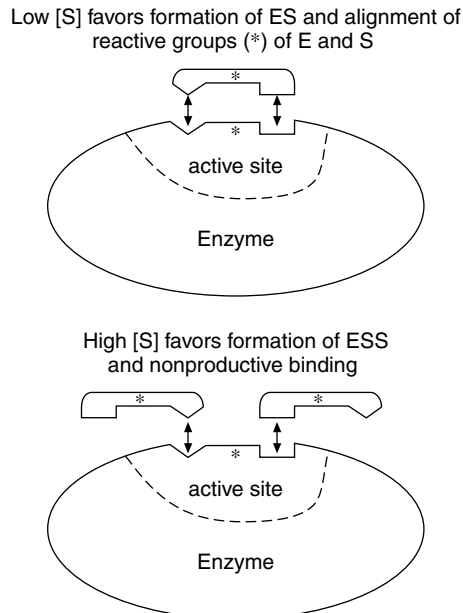 Low [S] favors formation of ES and alignment of
reactive groups (*) of E and S
*
*
active site
Enzyme
High [S] favors formation of ESS
and nonproductive binding
* *
*
active site
Enzyme